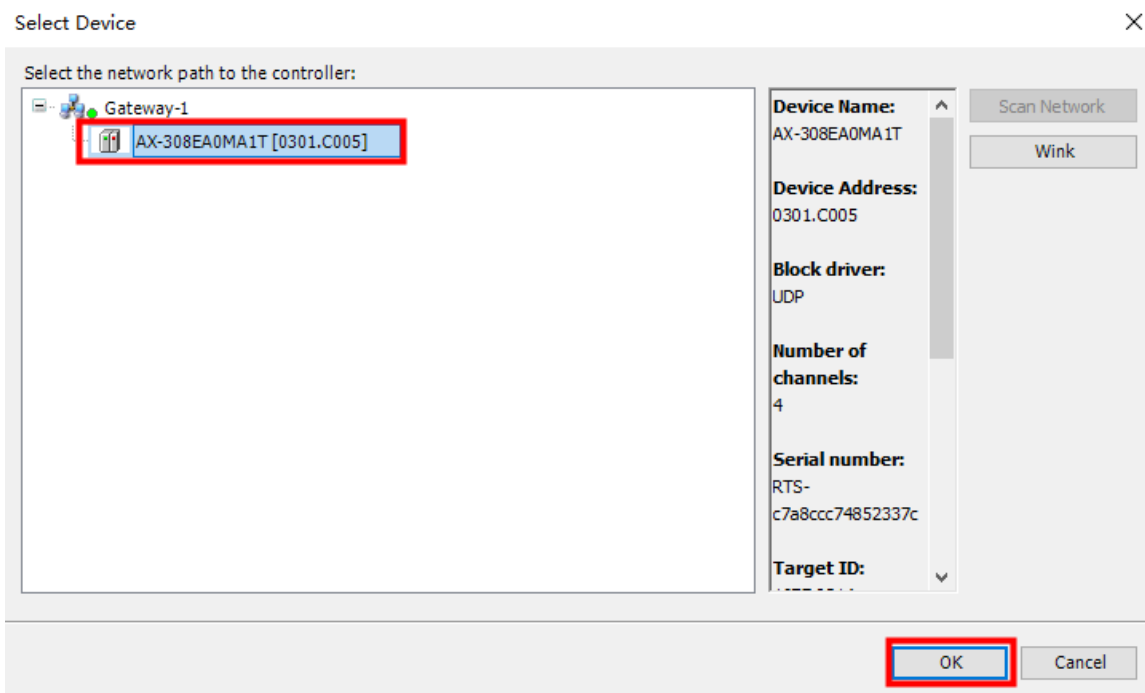 Select Device
Select the network path to the controller:
Gateway-1
AX-308EA0MA1T [0301.C005]
Device Name:
AX-308EA0MA1T
Device Address:
0301.C005
Block driver:
UDP
Number of
channels:
4
Serial number:
RTS-
c7a8ccc74852337c
Target ID:
Scan Network
Wink
OK
Cancel